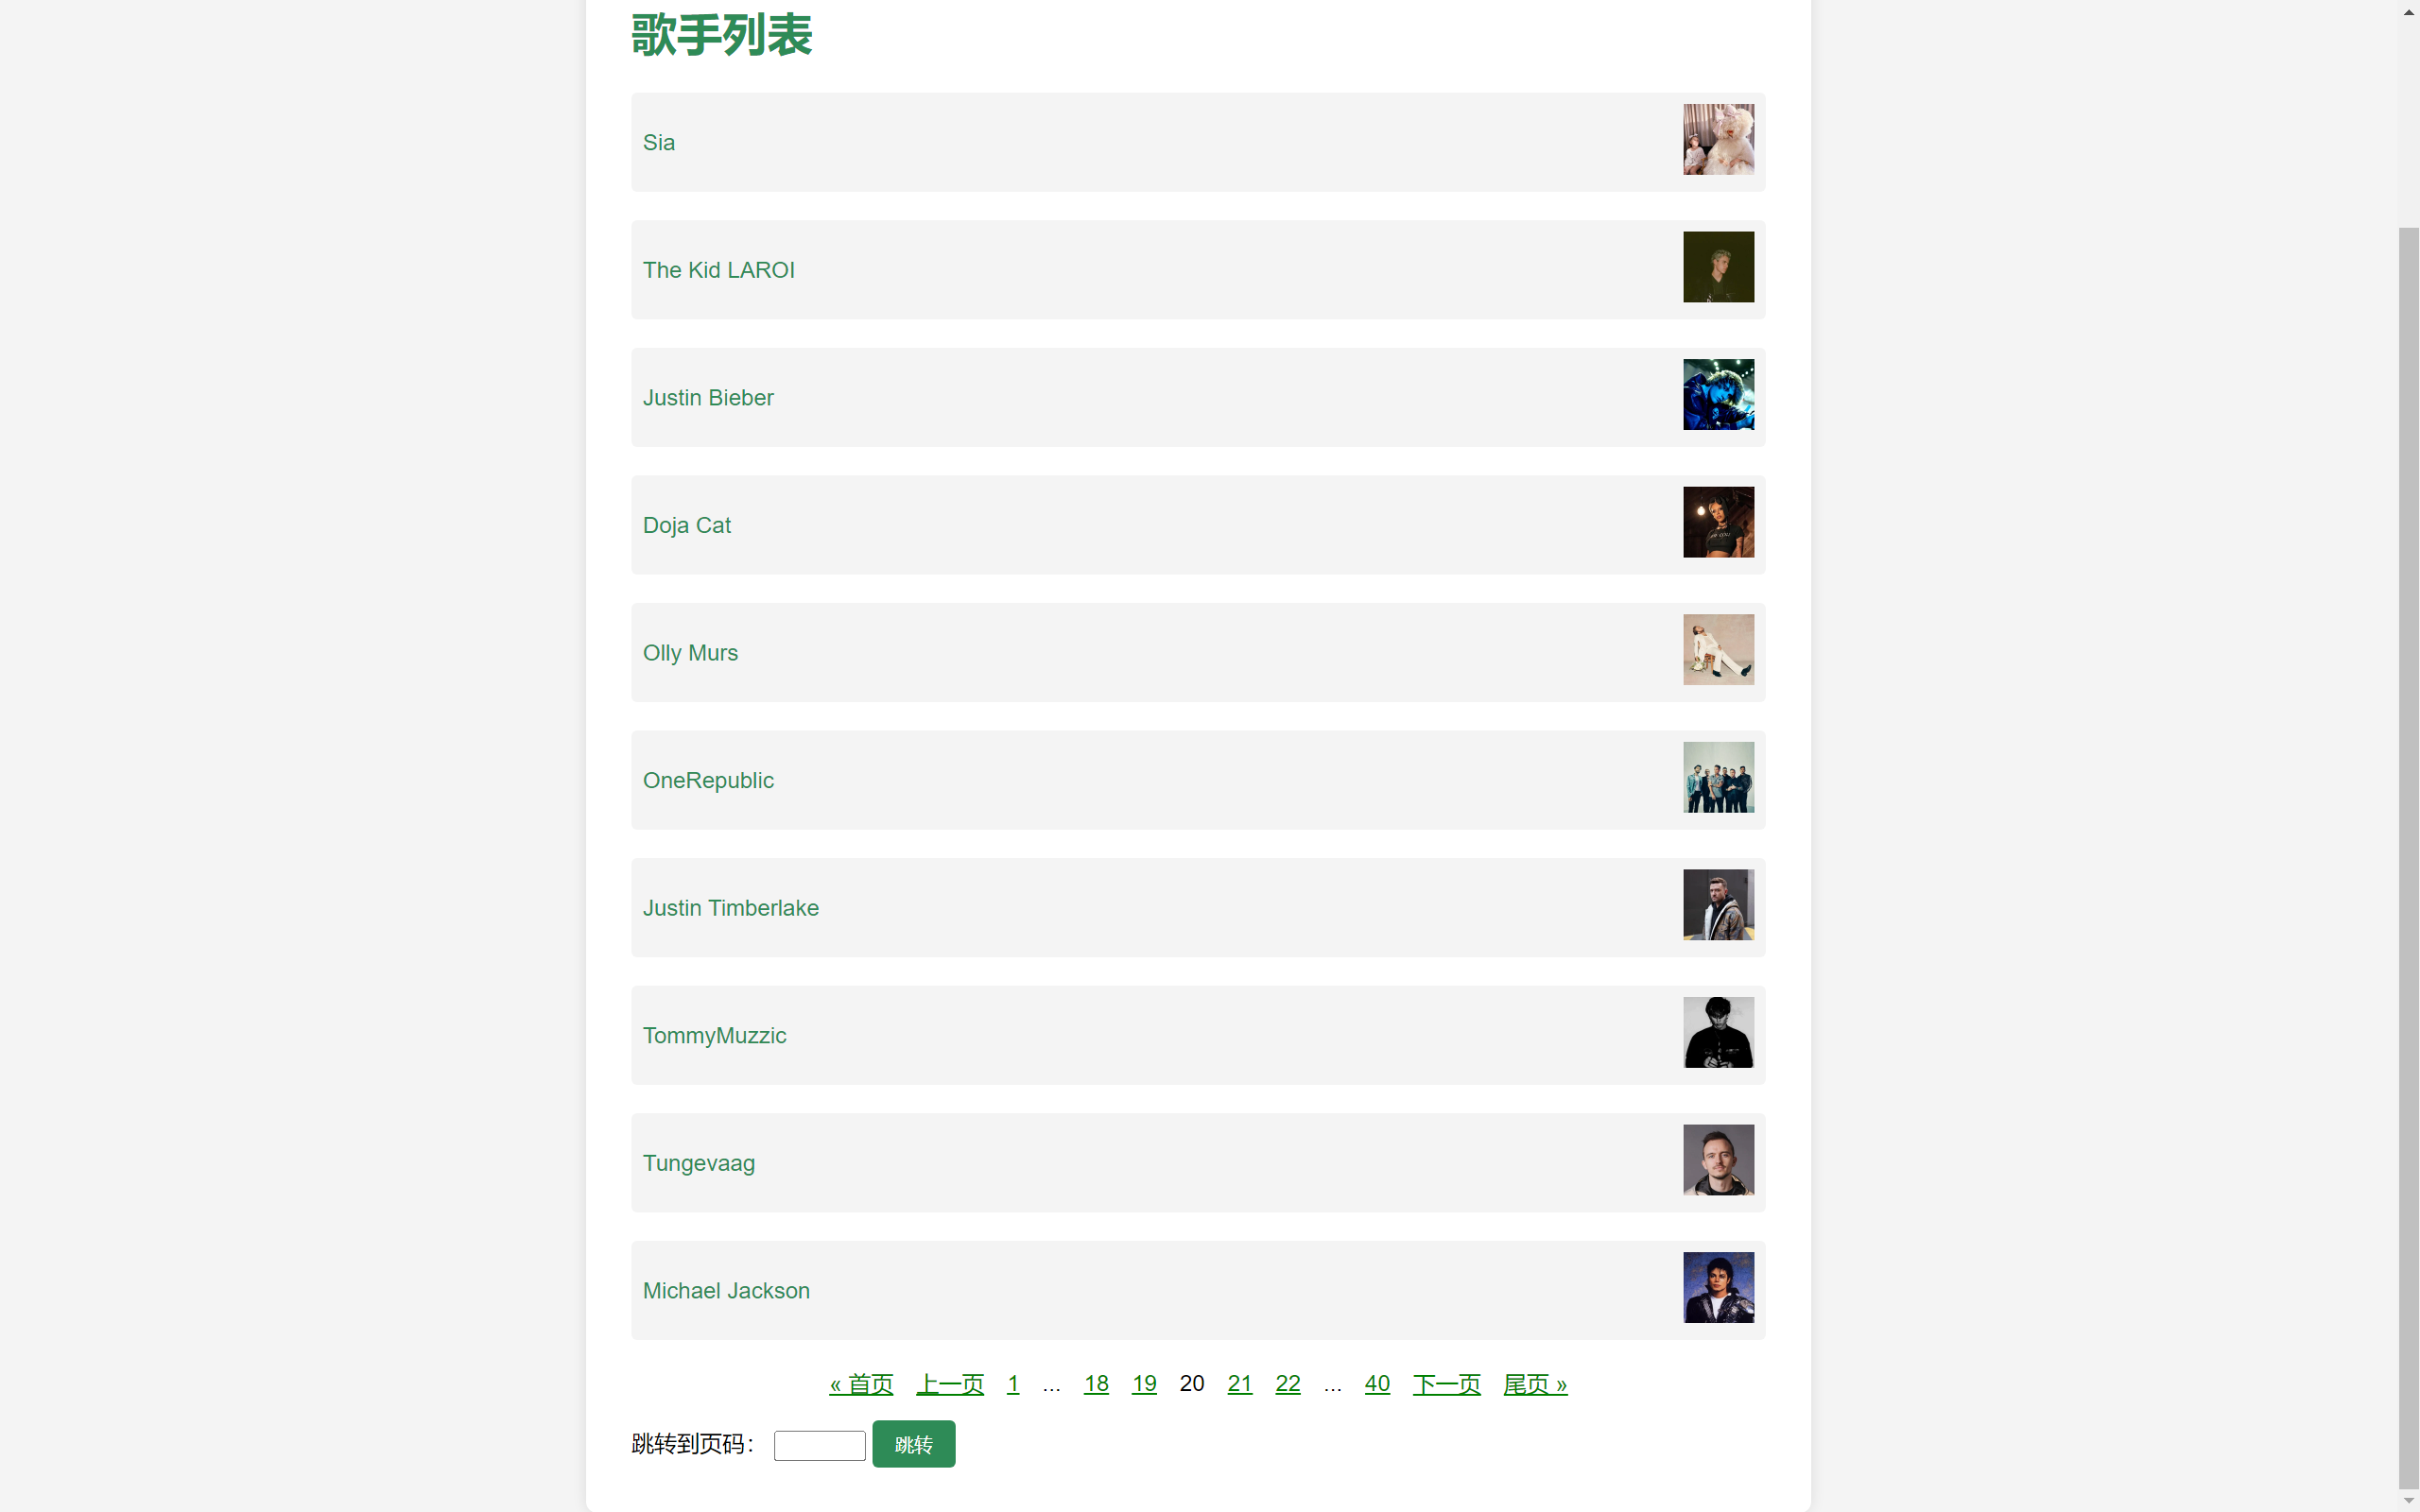 歌手列表
Sia
The Kid LAROI
Justin Bieber
Doja Cat
Olly Murs
OneRepublic
Justin Timberlake
TommyMuzzic
Tungevaag
Michael Jackson
« 首页 上一页 1 ... 18 19 20 21 22 ... 40 下一页 尾页 »
跳转到页码： 跳转